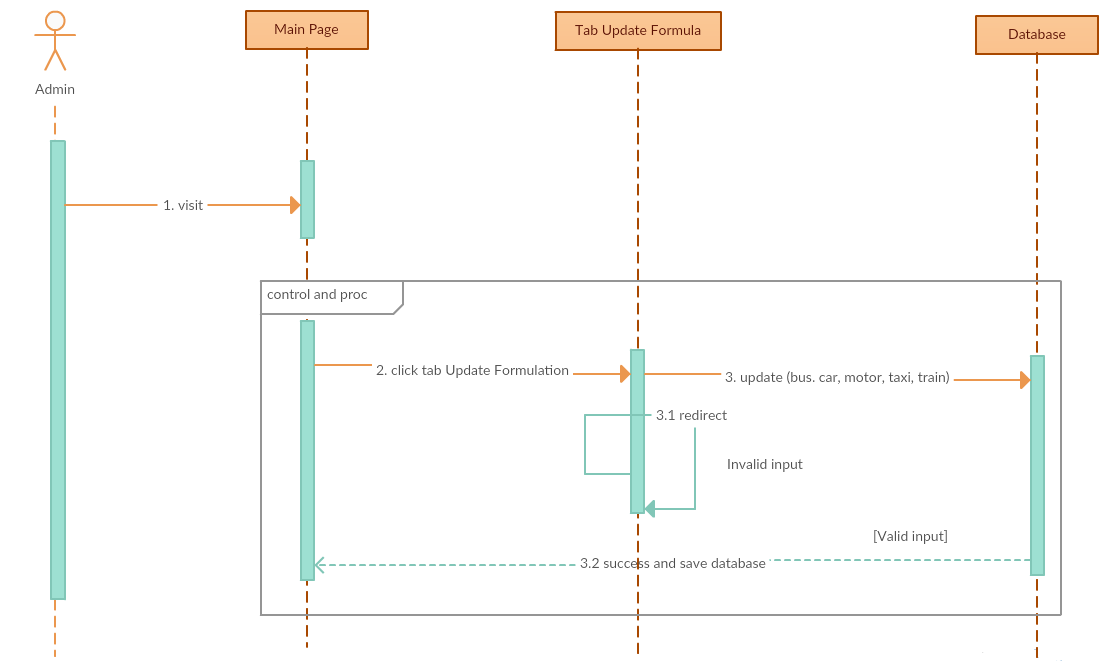 Main Page
Tab Update Formula
Database
Admin
1. visit
control and proc
2. click tab Update Formulation
3. update (bus. car, motor, taxi, train)
3.1 redirect
Invalid input
[Valid input]
3.2 success and save database